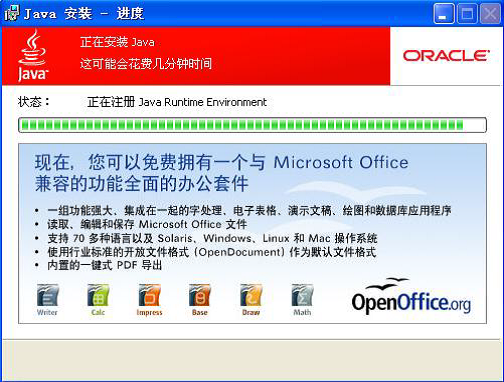 Java 安装 - 进度
正在安装 Java
这可能会花费几分钟时间
Java
ORACLE
状态： 正在注册 Java Runtime Environment
现在，您可以免费拥有一个与 Microsoft Office
兼容的功能全面的办公套件
• 一组功能强大、集成在一起的字处理、电子表格、演示文稿、绘图和数据库应用程序
• 读取、编辑和保存 Microsoft Office 文件
• 支持 70 多种语言以及 Solaris、Windows、Linux 和 Mac 操作系统
• 使用行业标准的开放文件格式 (OpenDocument) 作为默认文件格式
• 内置的一键式 PDF 导出
Writer Calc Impress Base Draw Math
OpenOffice.org